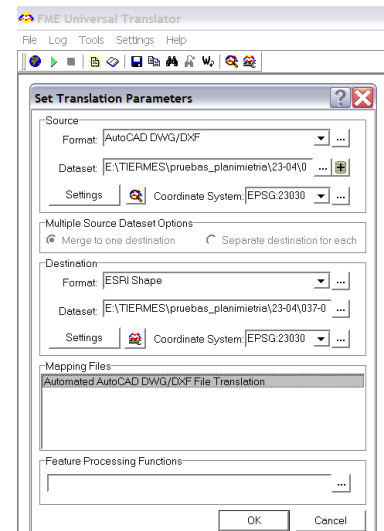 FME Universal Translator
File Log Tools Settings Help
Set Translation Parameters
Source
Format: AutoCAD DWG/DXF ...
Dataset: E:\TIERMES\pruebas_planimietria\23-04\0 ...
Settings Coordinate System: EPSG:23030 ...
Multiple Source Dataset Options
Merge to one destination Separate destination for each
Destination
Format: ESRI Shape ...
Dataset: E:\TIERMES\pruebas_planimietria\23-04\037-0 ...
Settings Coordinate System: EPSG:23030 ...
Mapping Files
Automated AutoCAD DWG/DXF File Translation
Feature Processing Functions
...
OK Cancel